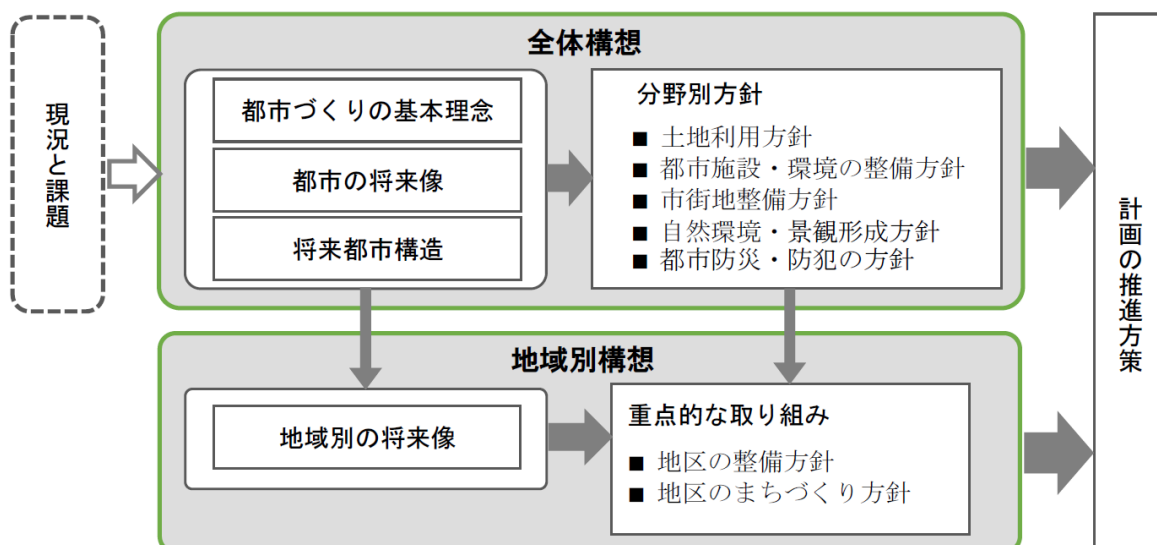 現況と課題
全体構想
都市づくりの基本理念
都市の将来像
将来都市構造
分野別方針
■ 土地利用方針
■ 都市施設・環境の整備方針
■ 市街地整備方針
■ 自然環境・景観形成方針
■ 都市防災・防犯の方針
地域別構想
地域別の将来像
重点的な取り組み
■ 地区の整備方針
■ 地区のまちづくり方針
計画の推進方策